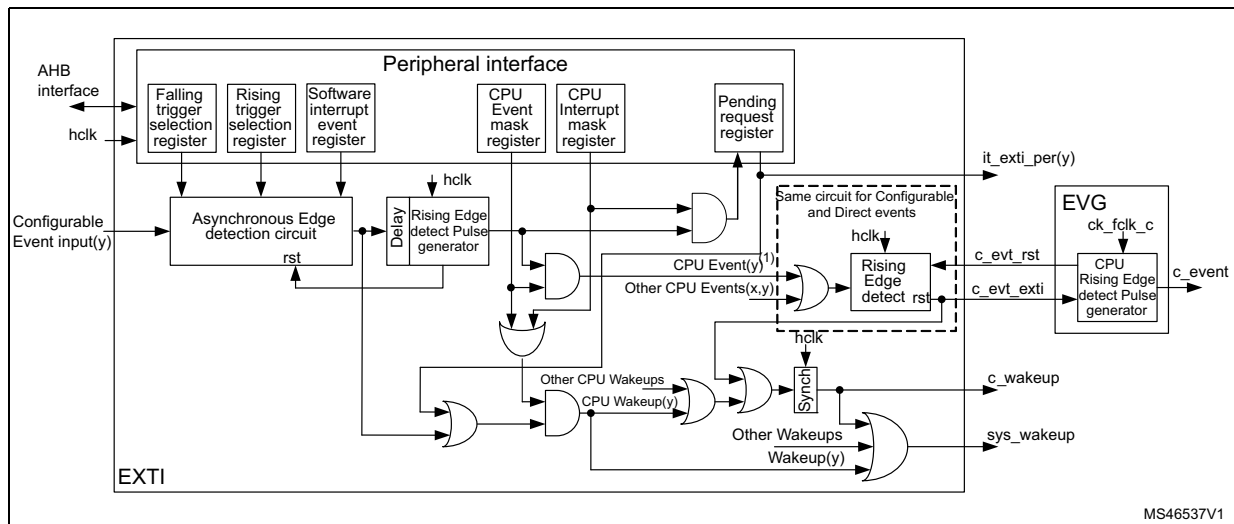 AHB
interface
hclk
Peripheral interface
Falling
trigger
selection
register
Rising
trigger
selection
register
Software
interrupt
event
register
CPU
Event
mask
register
CPU
Interrupt
mask
register
Pending
request
register
it_exti_per(y)
Configurable
Event input(y)
Asynchronous Edge
detection circuit
rst
hclk
Delay
Rising Edge
detect Pulse
generator
Same circuit for Configurable
and Direct events
hclk
CPU Event(y)(1)
Other CPU Events(x,y)
Rising
Edge
detect
rst
EVG
ck_fclk_c
c_evt_rst
c_evt_exti
CPU
Rising Edge
detect Pulse
generator
c_event
hclk
Other CPU Wakeups
CPU Wakeup(y)
Synch
c_wakeup
Other Wakeups
Wakeup(y)
sys_wakeup
EXTI
MS46537V1